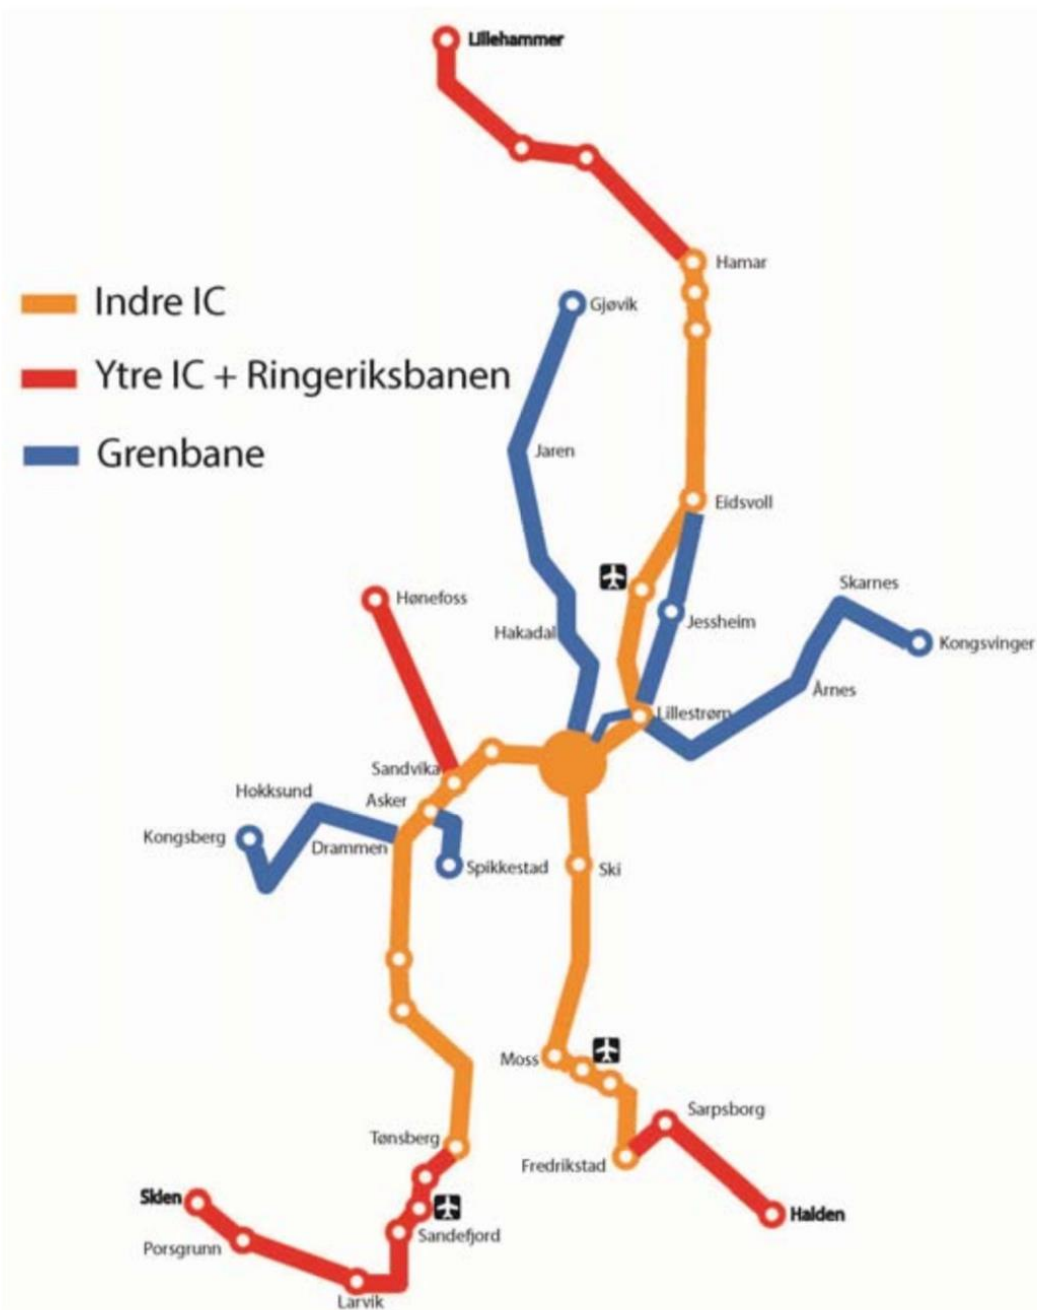 Lillehammer
Hamar
Indre IC
Gjøvik
Ytre IC + Ringeriksbanen
Jaren
Grenbane
Eidsvoll
Skarnes
Hønefoss
Jessheim
Hakadal
Kongsvinger
Årnes
Lillestrøm
Sandvika
Hokksund
Asker
Kongsberg
Drammen
Spikkestad
Ski
Moss
Sarpsborg
Tønsberg
Fredrikstad
Skien
Halden
Sandefjord
Porsgrunn
Larvik